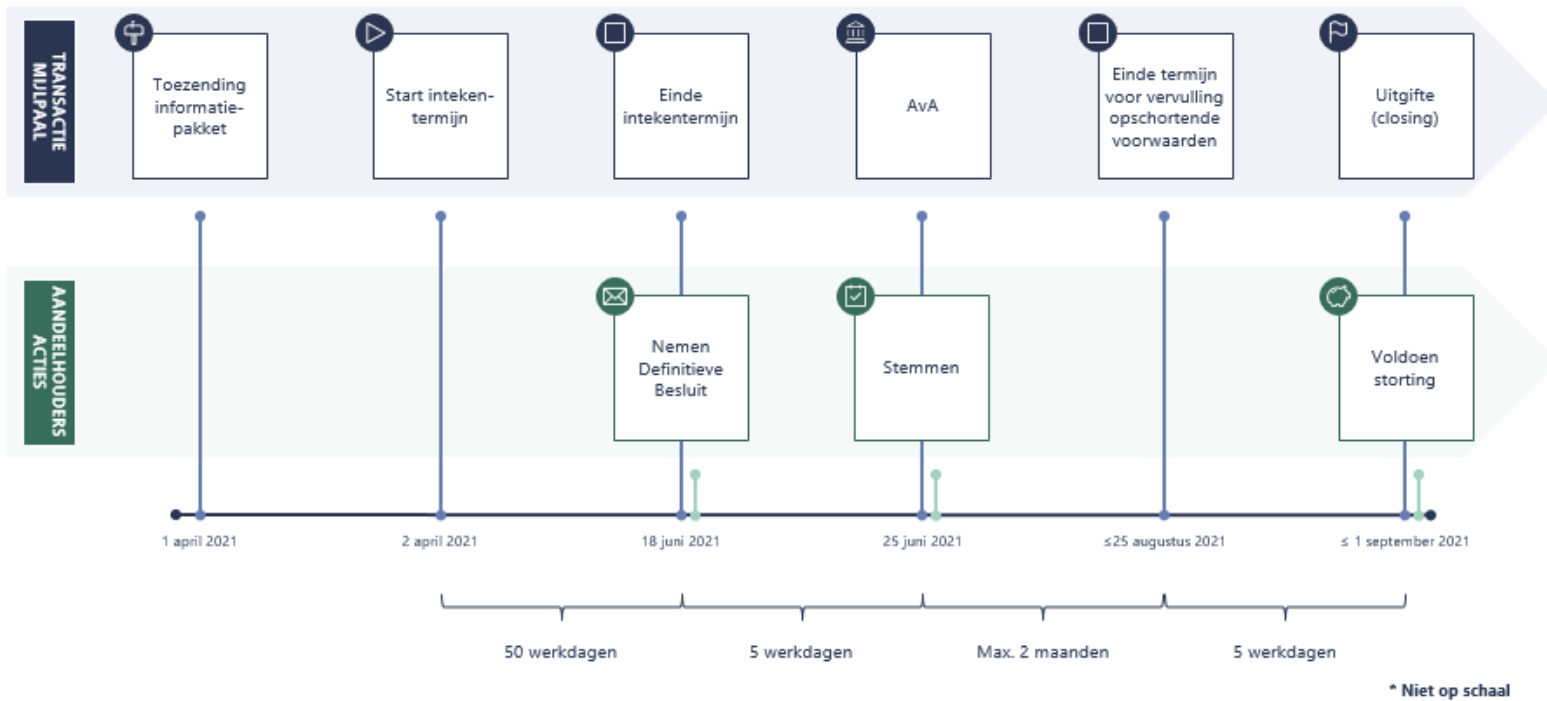 TRANSACTIE
MIJLPAAL
Toezending
informatie-
pakket
Start inteken-
termijn
Einde
intekentermijn
AvA
Einde termijn
voor vervulling
opschortende
voorwaarden
Uitgifte
(closing)
AANDEELHOUDERS
ACTIES
Nemen
Definitieve
Besluit
Stemmen
Voldoen
storting
1 april 2021
2 april 2021
18 juni 2021
25 juni 2021
≤25 augustus 2021
≤ 1 september 2021
50 werkdagen
5 werkdagen
Max. 2 maanden
5 werkdagen
* Niet op schaal